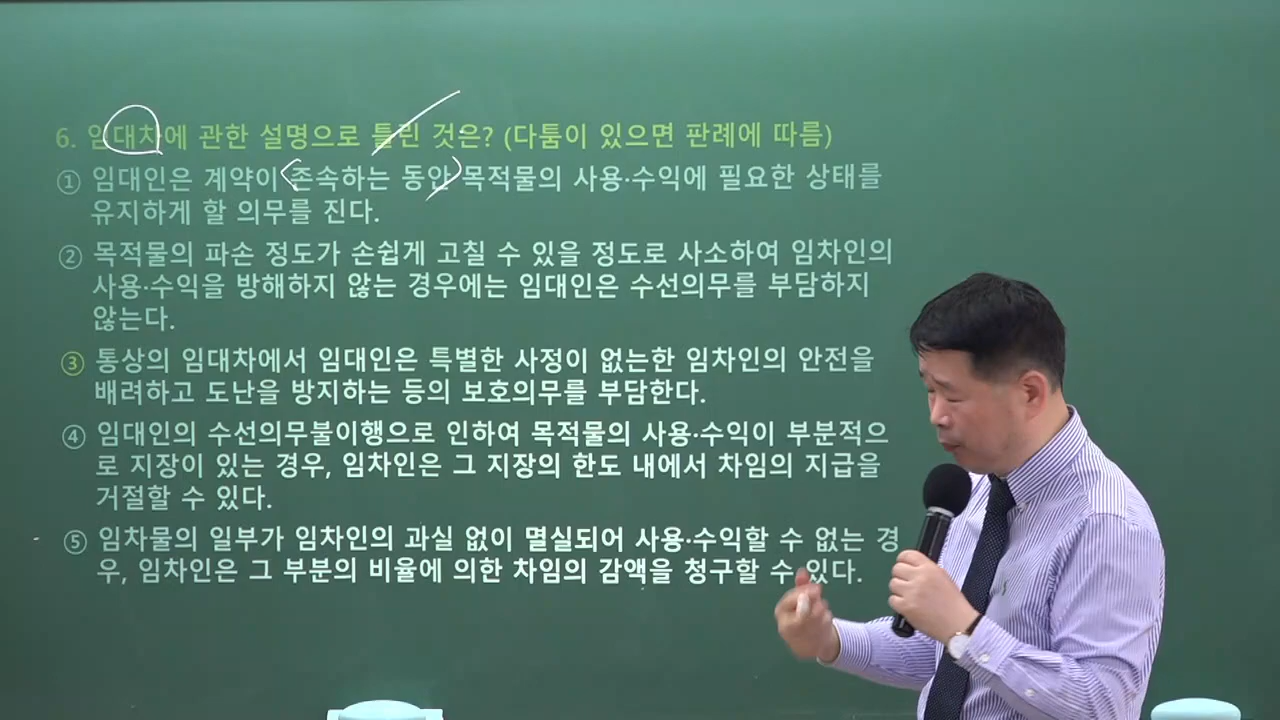 6. 임대차에 관한 설명으로 틀린 것은? (다툼이 있으면 판례에 따름)
① 임대인은 계약이 존속하는 동안 목적물의 사용·수익에 필요한 상태를
유지하게 할 의무를 진다.
② 목적물의 파손 정도가 손쉽게 고칠 수 있을 정도로 사소하여 임차인의
사용·수익을 방해하지 않는 경우에는 임대인은 수선의무를 부담하지
않는다.
③ 통상의 임대차에서 임대인은 특별한 사정이 없는한 임차인의 안전을
배려하고 도난을 방지하는 등의 보호의무를 부담한다.
④ 임대인의 수선의무불이행으로 인하여 목적물의 사용·수익이 부분적으
로 지장이 있는 경우, 임차인은 그 지장의 한도 내에서 차임의 지급을
거절할 수 있다.
⑤ 임차물의 일부가 임차인의 과실 없이 멸실되어 사용·수익할 수 없는 경
우, 임차인은 그 부분의 비율에 의한 차임의 감액을 청구할 수 있다.